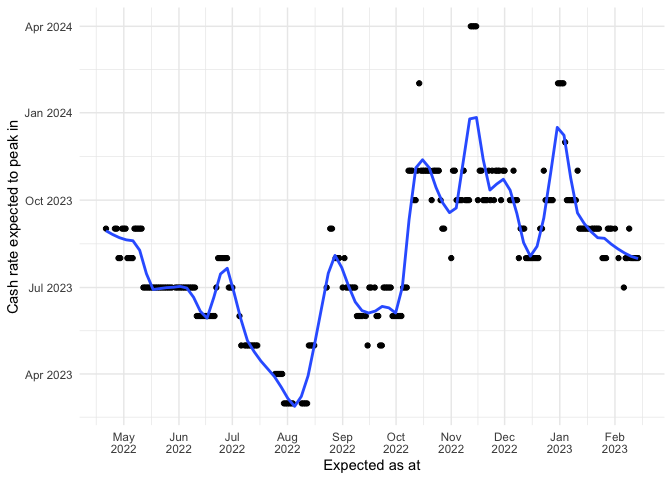 Apr 2024
Jan 2024
Oct 2023
Jul 2023
Apr 2023
Cash rate expected to peak in
May Jun Jul Aug Sep Oct Nov Dec Jan Feb
2022 2022 2022 2022 2022 2022 2022 2022 2023 2023
Expected as at